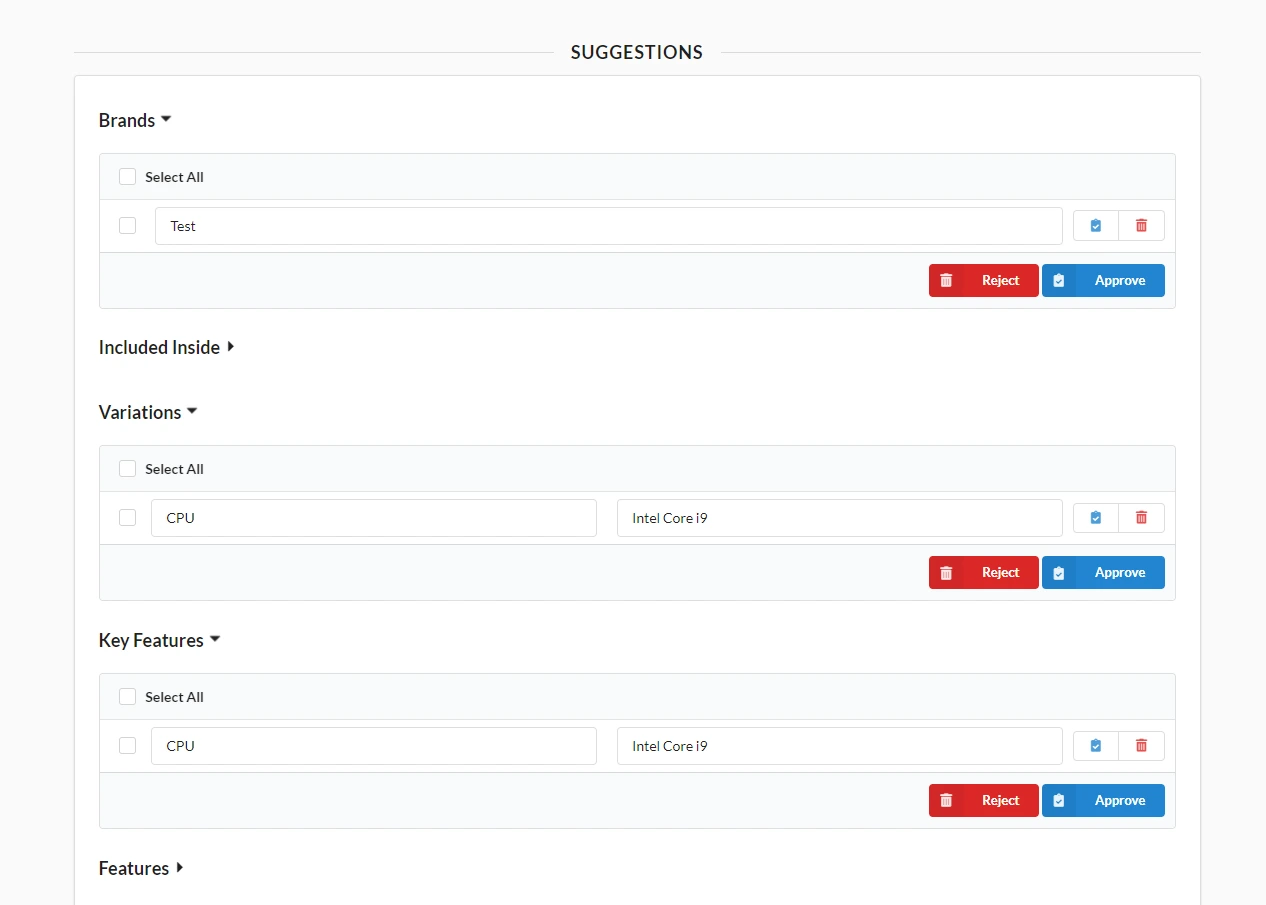 SUGGESTIONS
Brands
Select All
Test
Reject Approve
Included Inside
Variations
Select All
CPU Intel Core i9
Reject Approve
Key Features
Select All
CPU Intel Core i9
Reject Approve
Features